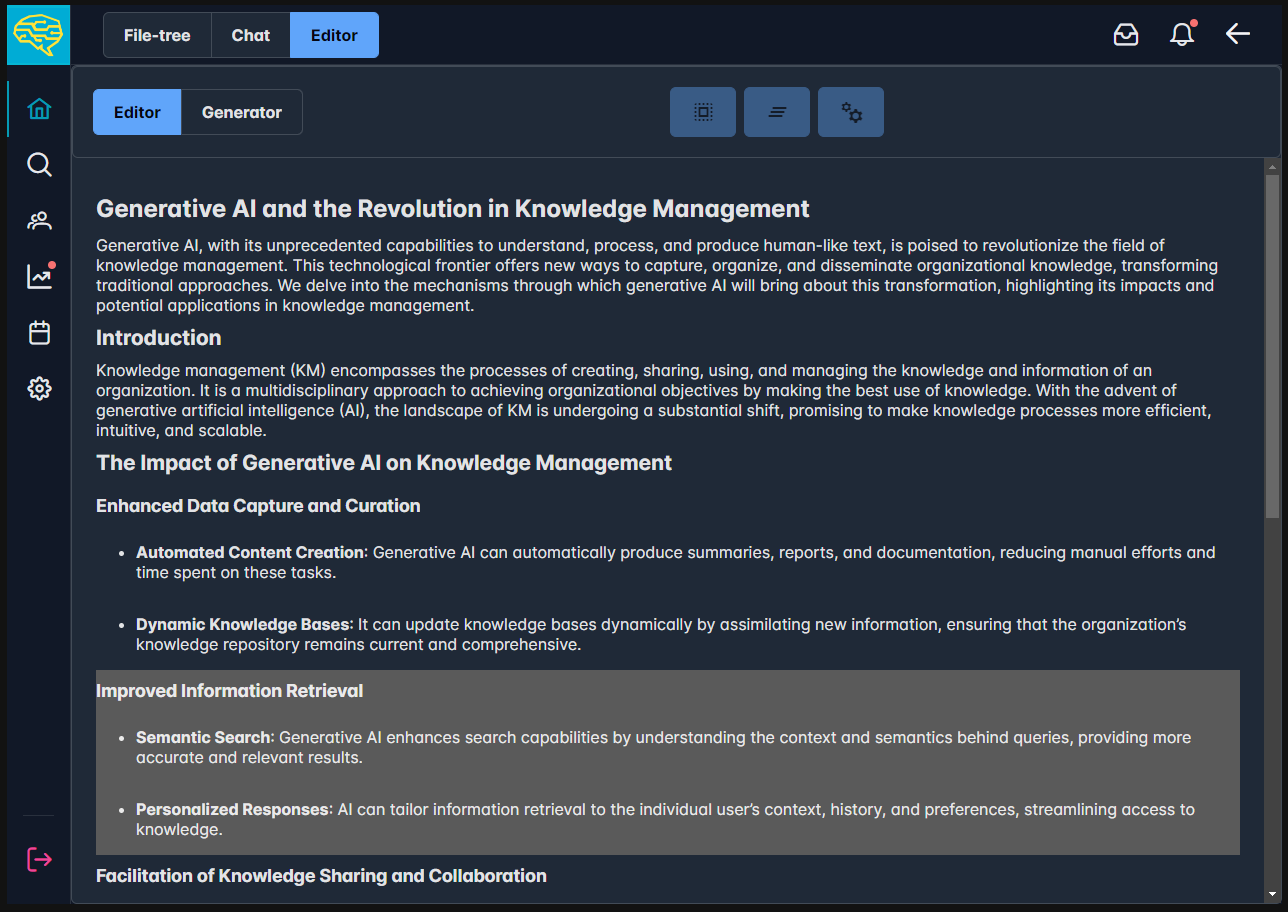 File-tree
Chat
Editor
Editor
Generator
Generative AI and the Revolution in Knowledge Management
Generative AI, with its unprecedented capabilities to understand, process, and produce human-like text, is poised to revolutionize the field of
knowledge management. This technological frontier offers new ways to capture, organize, and disseminate organizational knowledge, transforming
traditional approaches. We delve into the mechanisms through which generative AI will bring about this transformation, highlighting its impacts and
potential applications in knowledge management.
Introduction
Knowledge management (KM) encompasses the processes of creating, sharing, using, and managing the knowledge and information of an
organization. It is a multidisciplinary approach to achieving organizational objectives by making the best use of knowledge. With the advent of
generative artificial intelligence (AI), the landscape of KM is undergoing a substantial shift, promising to make knowledge processes more efficient,
intuitive, and scalable.
The Impact of Generative AI on Knowledge Management
Enhanced Data Capture and Curation
• Automated Content Creation: Generative AI can automatically produce summaries, reports, and documentation, reducing manual efforts and
time spent on these tasks.
• Dynamic Knowledge Bases: It can update knowledge bases dynamically by assimilating new information, ensuring that the organization's
knowledge repository remains current and comprehensive.
Improved Information Retrieval
• Semantic Search: Generative AI enhances search capabilities by understanding the context and semantics behind queries, providing more
accurate and relevant results.
• Personalized Responses: AI can tailor information retrieval to the individual user's context, history, and preferences, streamlining access to
knowledge.
Facilitation of Knowledge Sharing and Collaboration